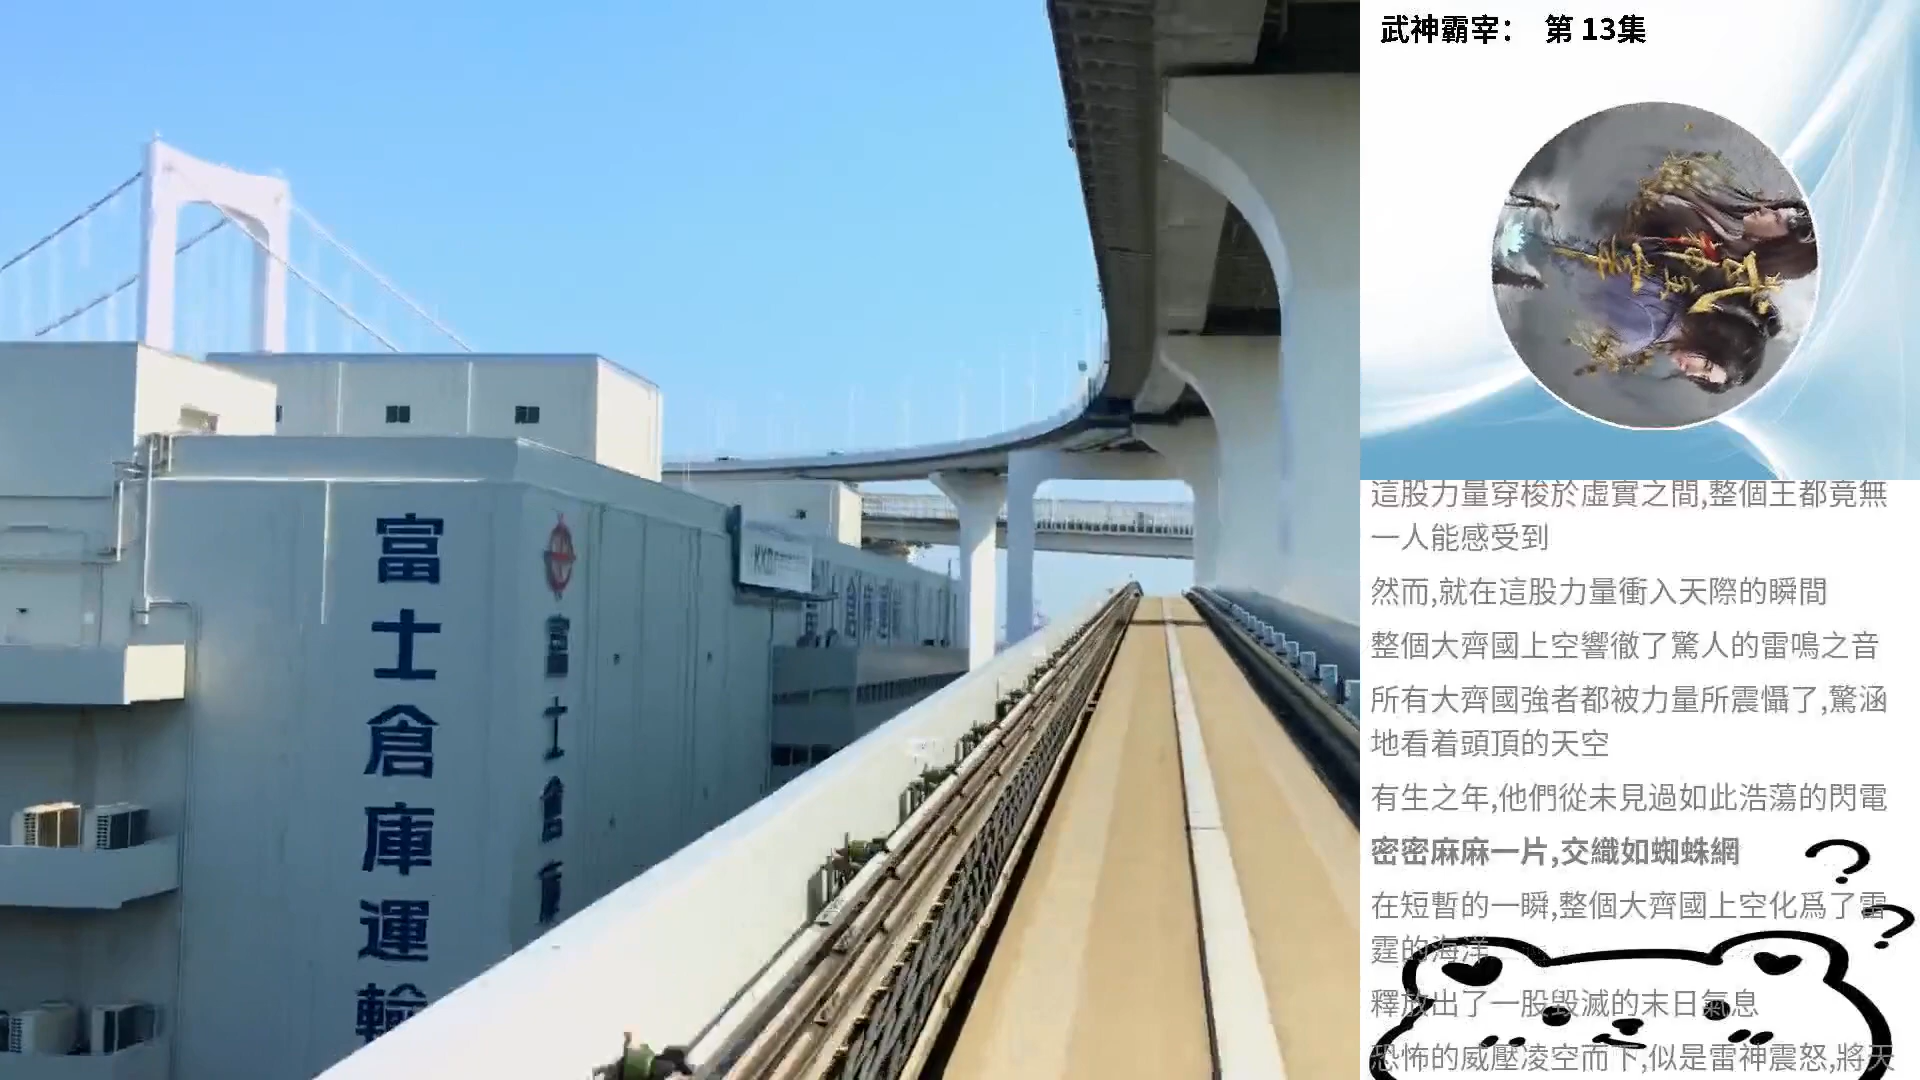 武神霸宰： 第 13集
富士倉庫運輸
富士倉庫
這股力量穿梭於虛實之間,整個王都竟無
一人能感受到
然而,就在這股力量衝入天際的瞬間
整個大齊國上空響徹了驚人的雷鳴之音
所有大齊國強者都被力量所震懾了,驚涵
地看着頭頂的天空
有生之年,他們從未見過如此浩蕩的閃電
密密麻麻一片,交織如蜘蛛網
在短暫的一瞬,整個大齊國上空化爲了雷
霆的海洋
釋放出了一股毀滅的末日氣息
恐怖的威壓凌空而下,似是雷神震怒,將天